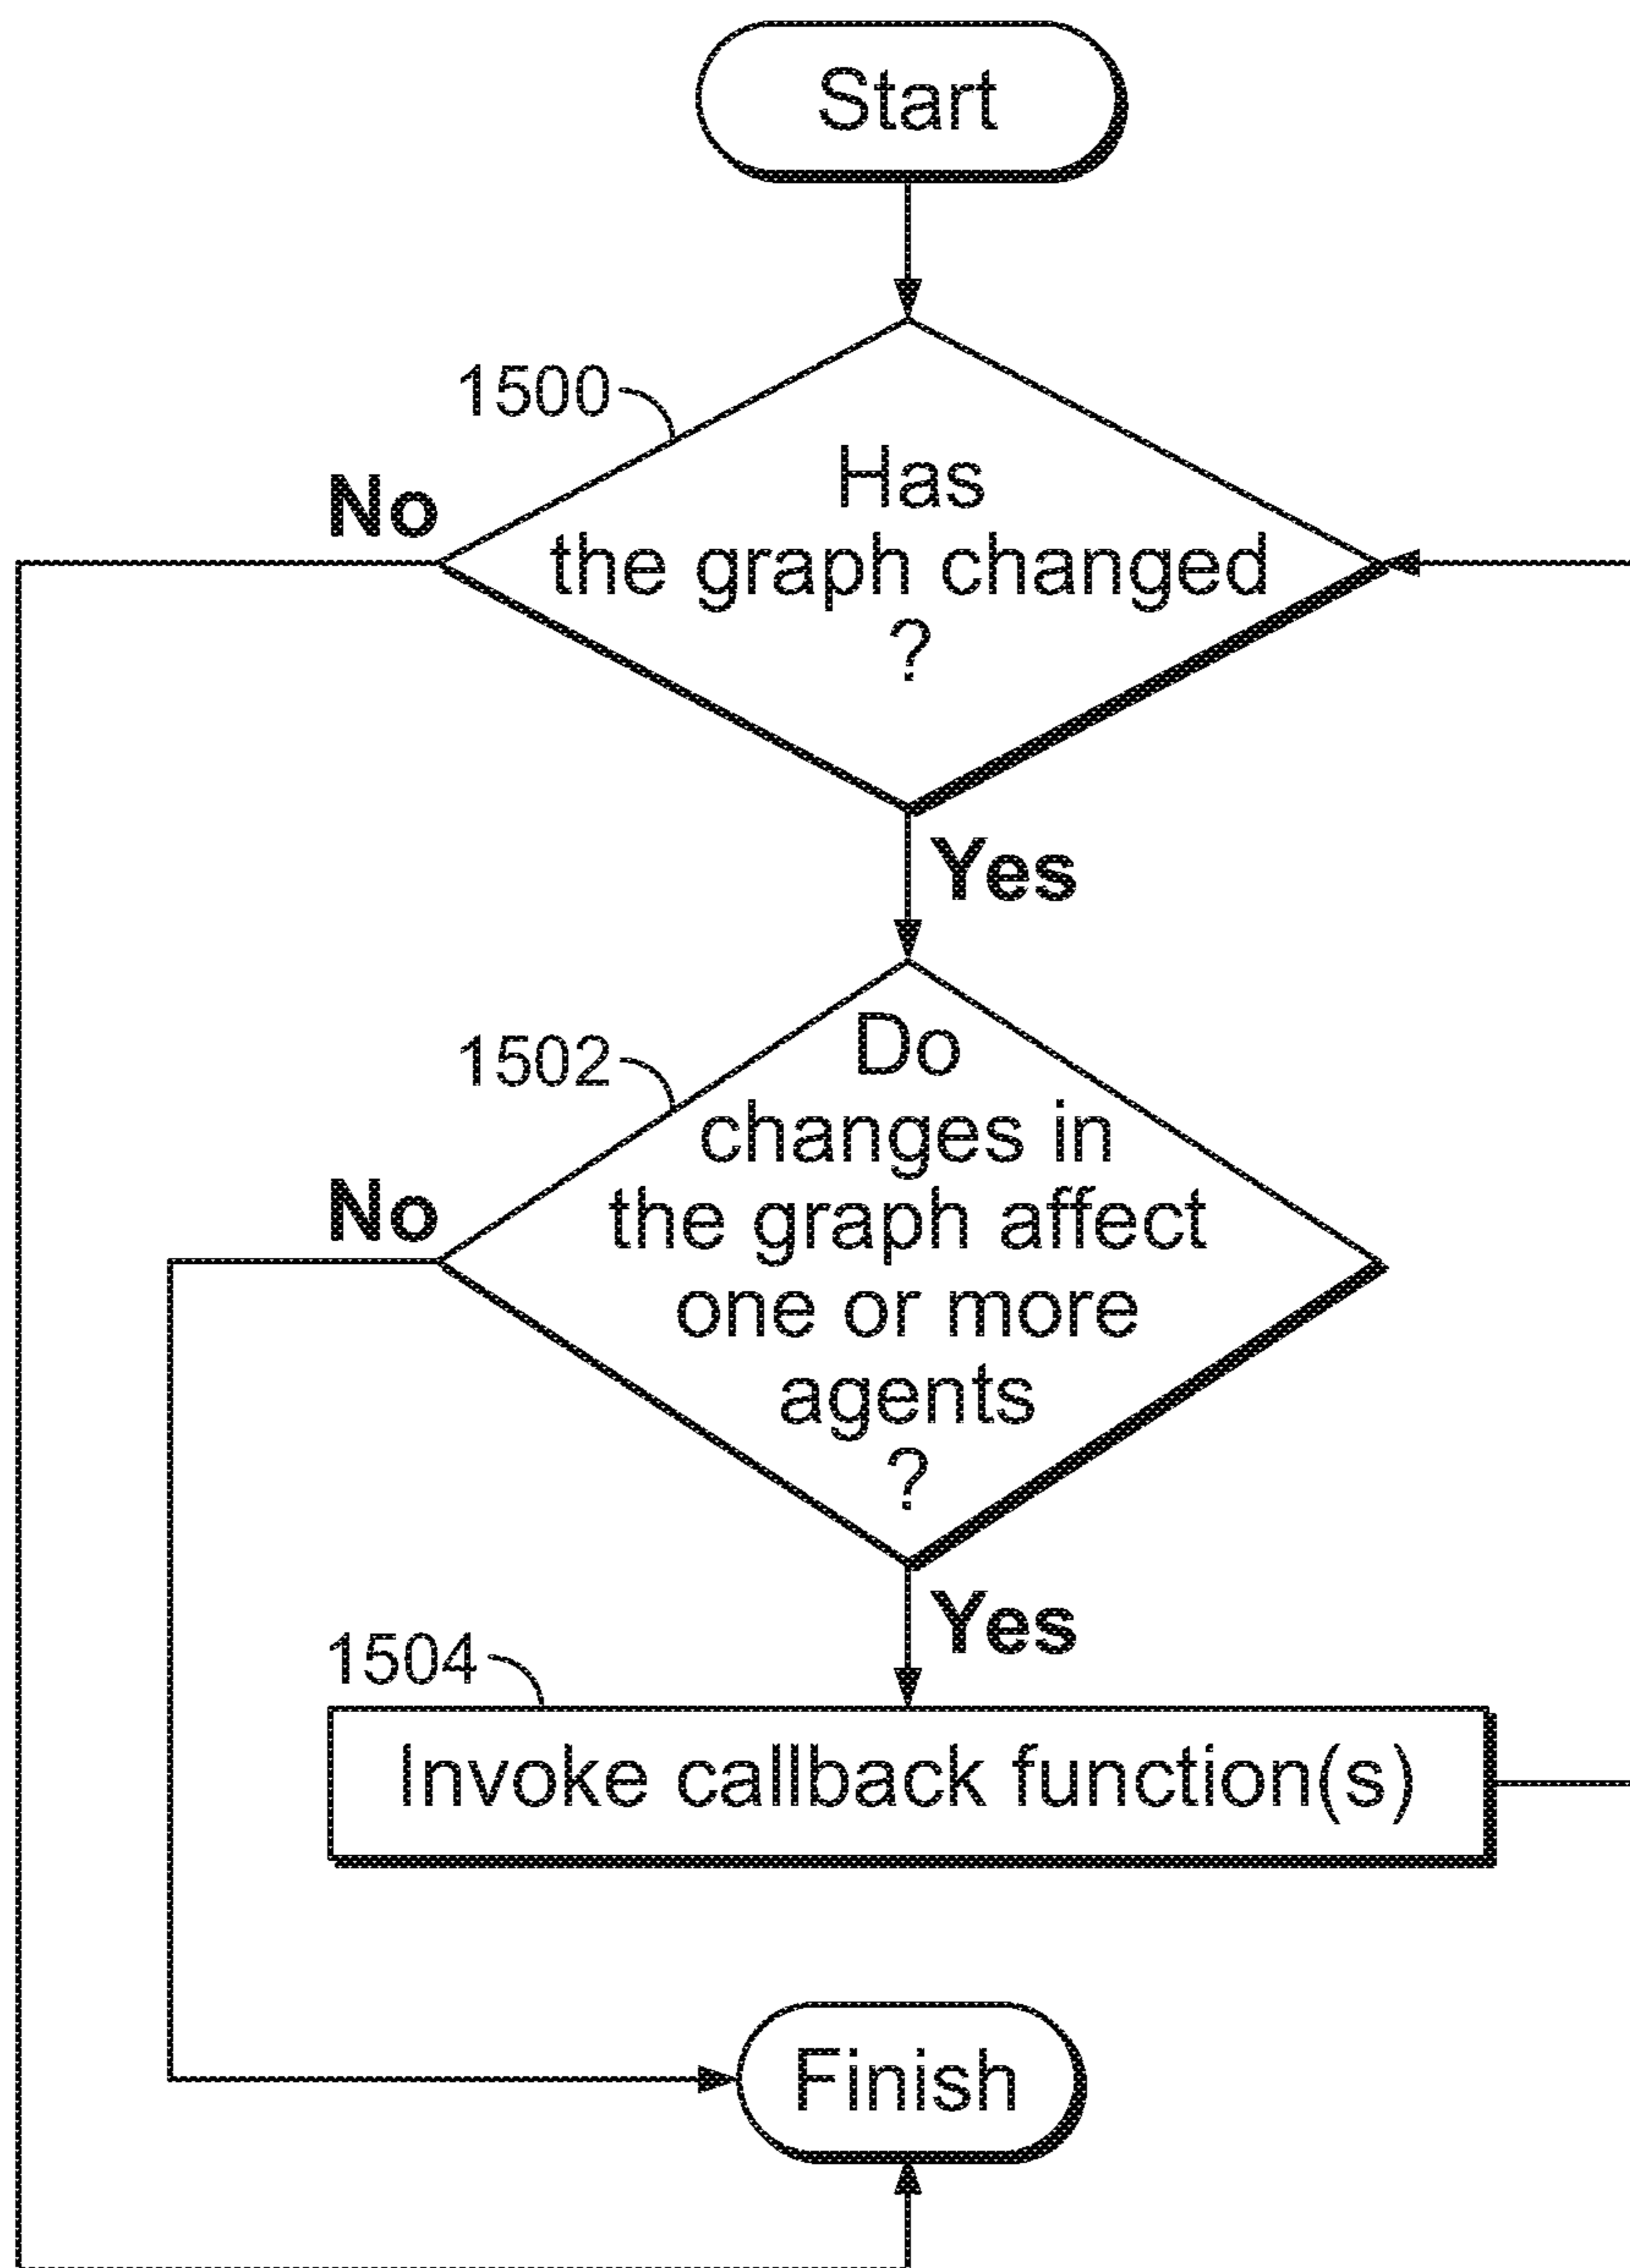 Start
1500
Has
No
the graph changed
?
Yes
1502
Do
changes in
No
the graph affect
one or more
agents
?
Yes
1504
Invoke callback function(s)
Finish